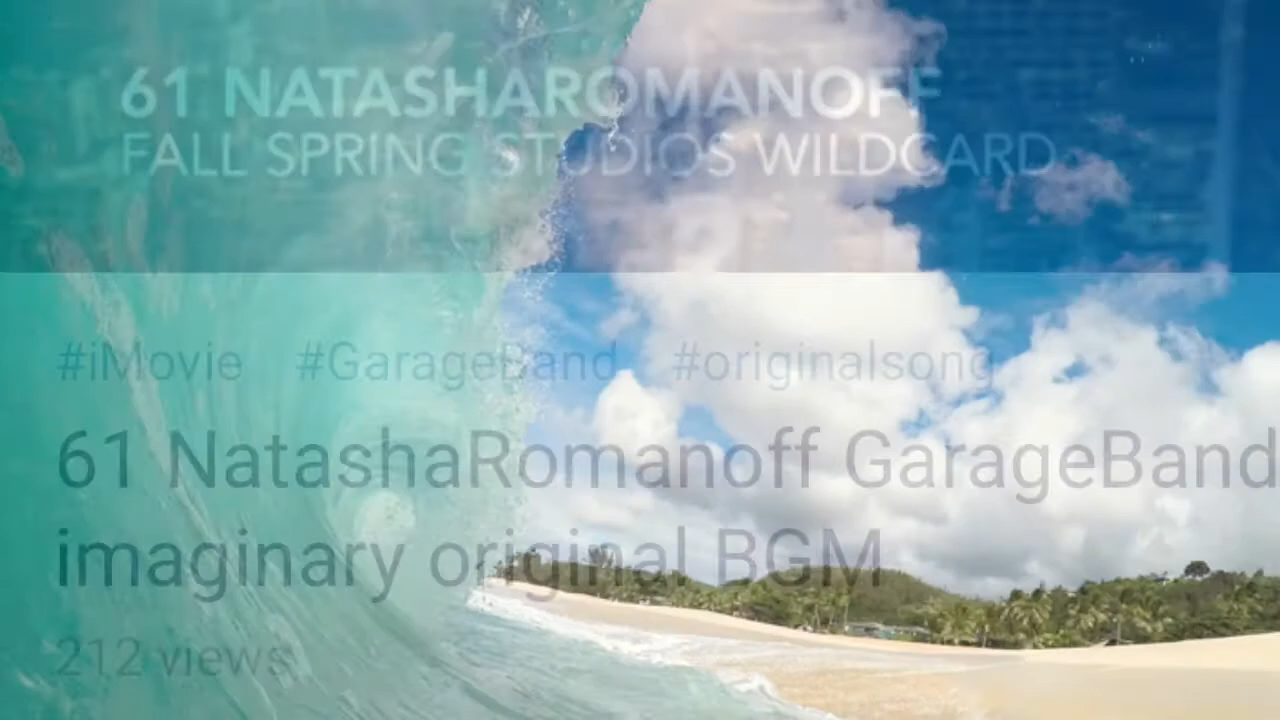 61 NATASHAROMANOFF
FALL SPRING STUDIOS WILDCARD
#iMovie #GarageBand #originalsong
61 NatashaRomanoff GarageBand
imaginary original BGM
212 views